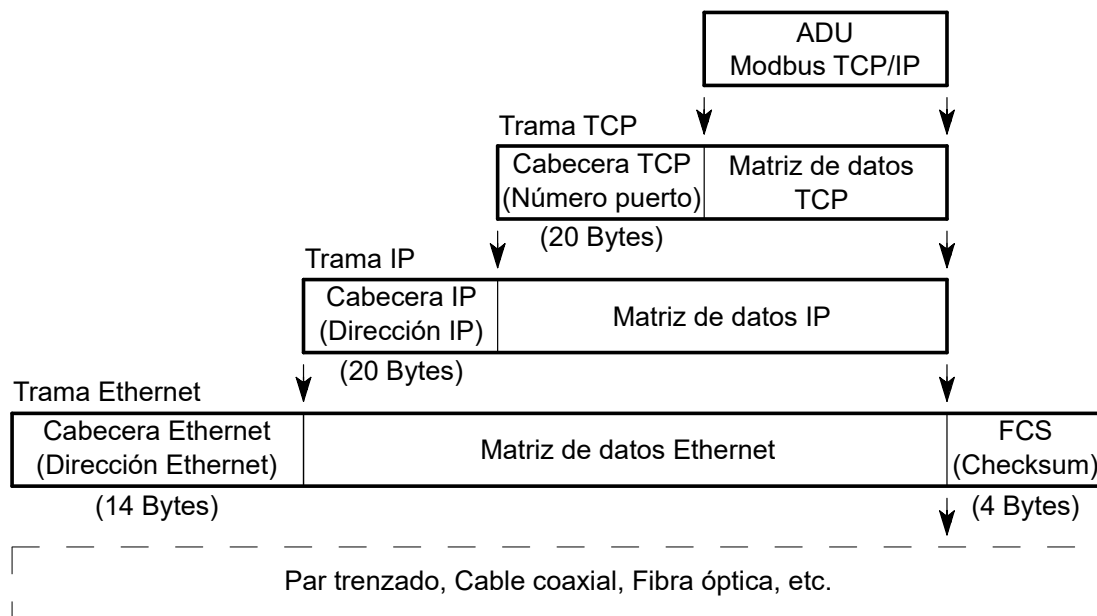 ADU
Modbus TCP/IP
Trama TCP
Cabecera TCP
(Número puerto)
Matriz de datos
TCP
(20 Bytes)
Trama IP
Cabecera IP
(Dirección IP)
Matriz de datos IP
(20 Bytes)
Trama Ethernet
Cabecera Ethernet
(Dirección Ethernet)
Matriz de datos Ethernet
FCS
(Checksum)
(14 Bytes)
(4 Bytes)
Par trenzado, Cable coaxial, Fibra óptica, etc.